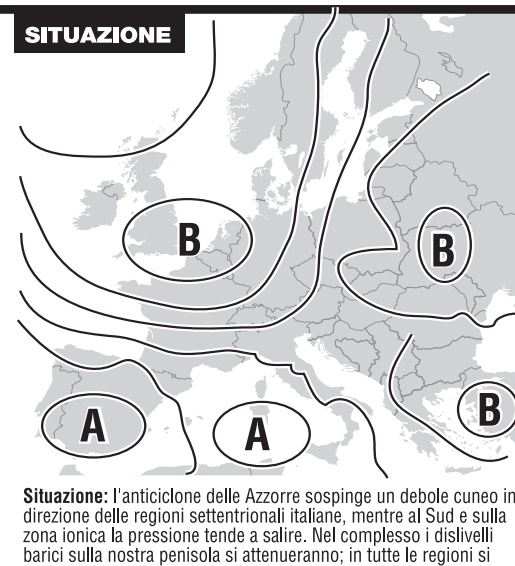 SITUAZIONE
B
B
B
A
A
Situazione: l'anticiclone delle Azzorre sospinge un debole cuneo in
direzione delle regioni settentrionali italiane, mentre al Sud e sulla
zona ionica la pressione tende a salire. Nel complesso i dislivelli
barici sulla nostra penisola si attenueranno; in tutte le regioni si